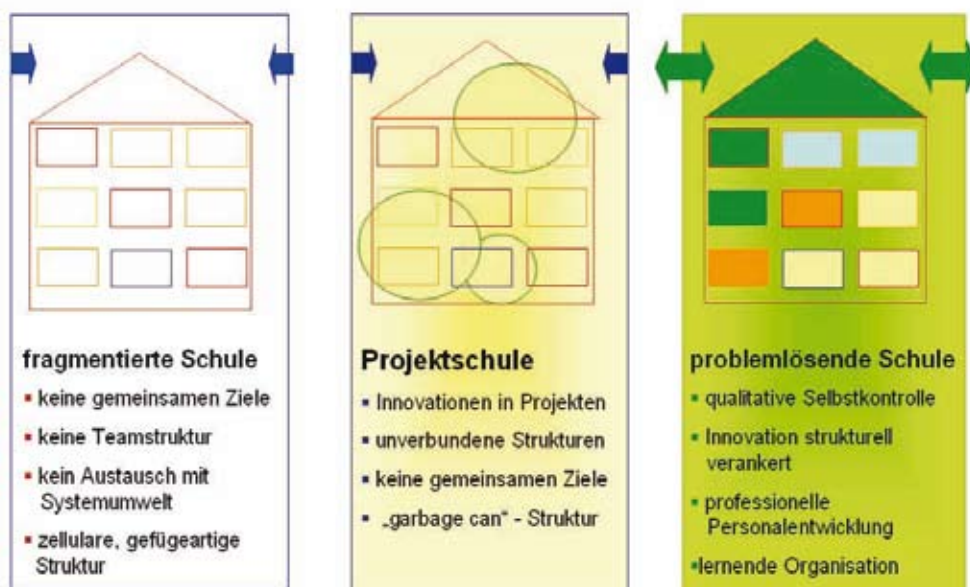 fragmentierte Schule
▪ keine gemeinsamen Ziele
▪ keine Teamstruktur
▪ kein Austausch mit
Systemumwelt
▪ zellulare, gefügeartige
Struktur
Projektschule
▪ Innovationen in Projekten
▪ unverbundene Strukturen
▪ keine gemeinsamen Ziele
▪ „garbage can“ - Struktur
problemlösende Schule
▪ qualitative Selbstkontrolle
▪ Innovation strukturell
verankert
▪ professionelle
Personalentwicklung
▪lernende Organisation